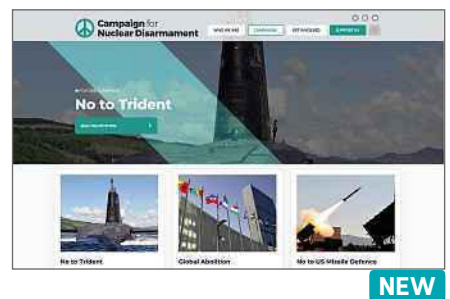 Campaign for
Nuclear Disarmament
WHO WE ARE
CAMPAIGNS
GET INVOLVED
SUPPORT US
No to Trident
No to Trident
Global Abolition
No to US Missile Defence
NEW